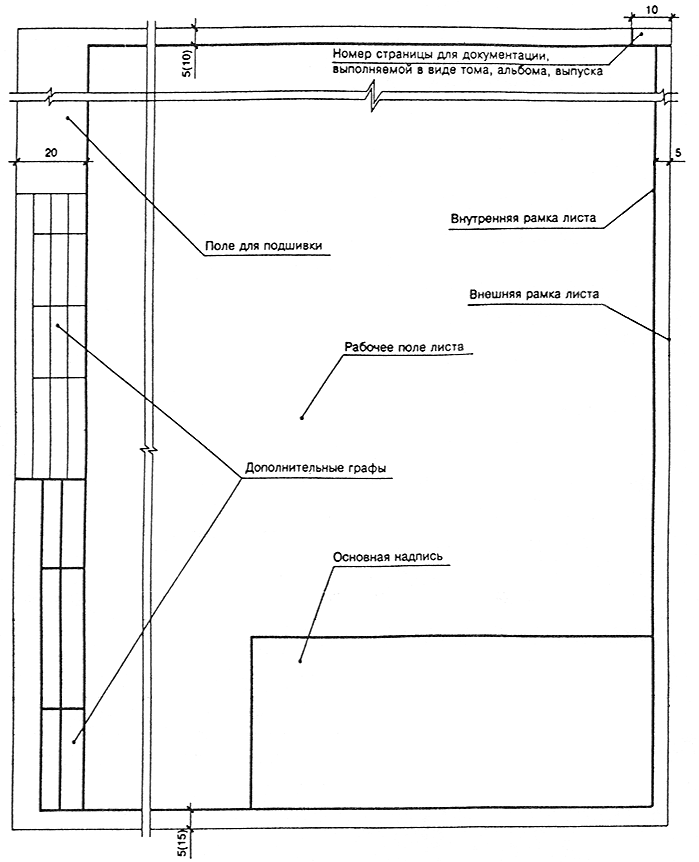 10
Номер страницы для документации,
выполняемой в виде тома, альбома, выпуска
5(10)
20
5
Внутренняя рамка листа
Поле для подшивки
Внешняя рамка листа
Рабочее поле листа
Дополнительные графы
Основная надпись
5(15)